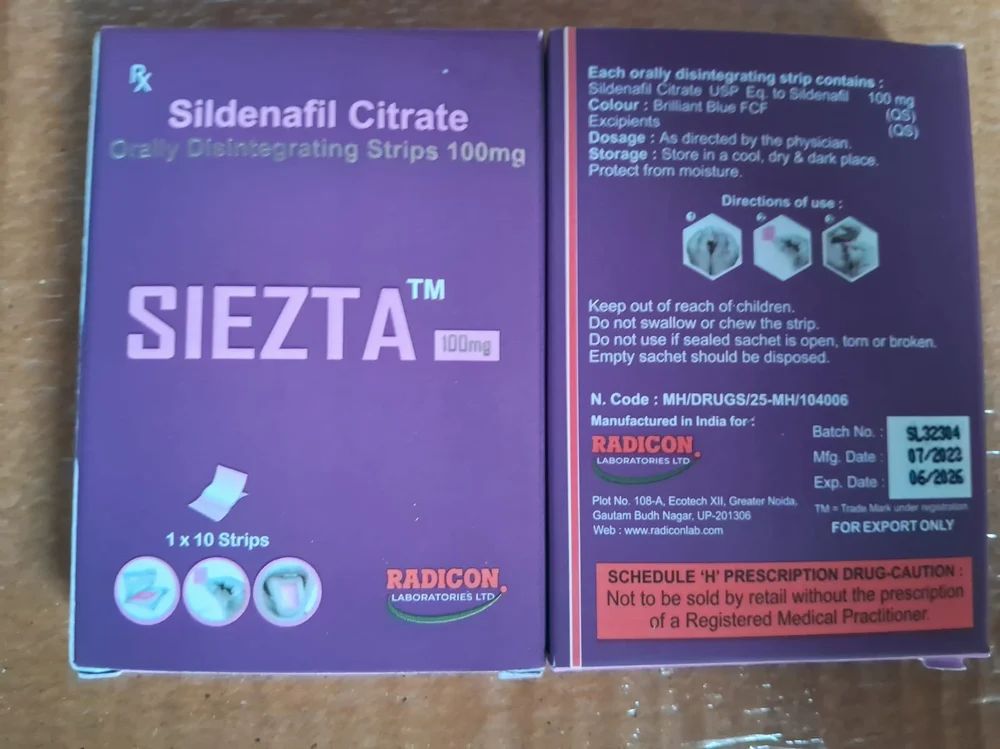 Rx
Sildenafil Citrate
Orally Disintegrating Strips 100mg
SIEZTA™
100mg
1 x 10 Strips
RADICON
LABORATORIES LTD.
Each orally disintegrating strip contains :
Sildenafil Citrate USP Eq. to Sildenafil 100 mg
Colour : Brilliant Blue FCF (QS)
Excipients (QS)
Dosage : As directed by the physician.
Storage : Store in a cool, dry & dark place.
Protect from moisture.
Directions of use :
Keep out of reach of children.
Do not swallow or chew the strip.
Do not use if sealed sachet is open, torn or broken.
Empty sachet should be disposed.
N. Code : MH/DRUGS/25-MH/104006
Manufactured in India for :
RADICON
LABORATORIES LTD.
Plot No. 108-A, Ecotech XII, Greater Noida,
Gautam Budh Nagar, UP-201306
Web : www.radiconlab.com
Batch No. : SL32304
Mfg. Date : 07/2023
Exp. Date : 06/2026
TM = Trade Mark under registration
FOR EXPORT ONLY
SCHEDULE 'H' PRESCRIPTION DRUG-CAUTION :
Not to be sold by retail without the prescription
of a Registered Medical Practitioner.